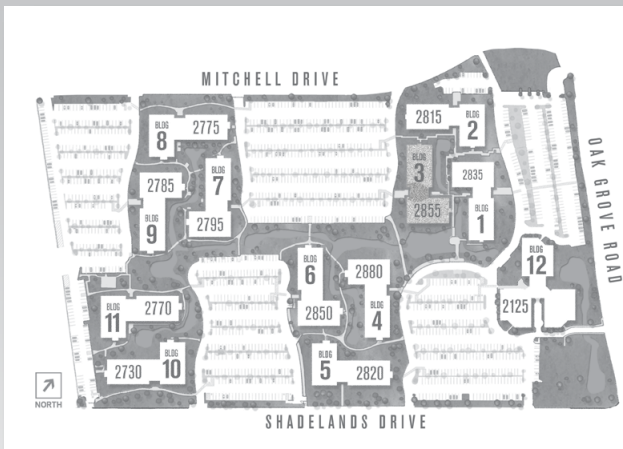 MITCHELL DRIVE
BLDG
8
2775
2815
BLDG
2
BLDG
3
2855
2835
BLDG
1
2785
BLDG
9
BLDG
7
2795
OAK GROVE ROAD
BLDG
6
2850
2880
BLDG
4
BLDG
12
2125
BLDG
11
2770
2730
BLDG
10
BLDG
5
2820
NORTH
SHADELANDS DRIVE